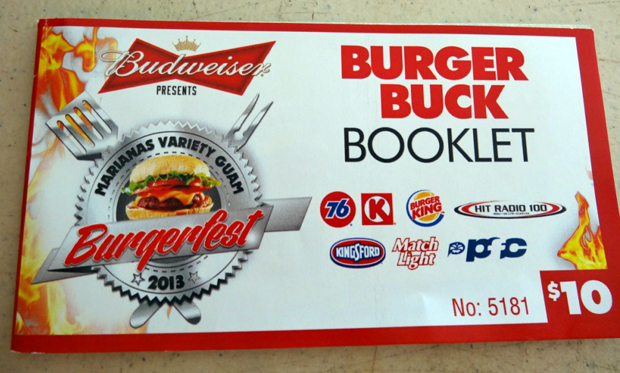 Budweiser
PRESENTS
MARIANAS VARIETY GUAM
Burgerfest
2013
BURGER
BUCK
BOOKLET
76
K
BURGER
KING
HIT RADIO 100
KINGSFORD
Match
Light
No: 5181
$10